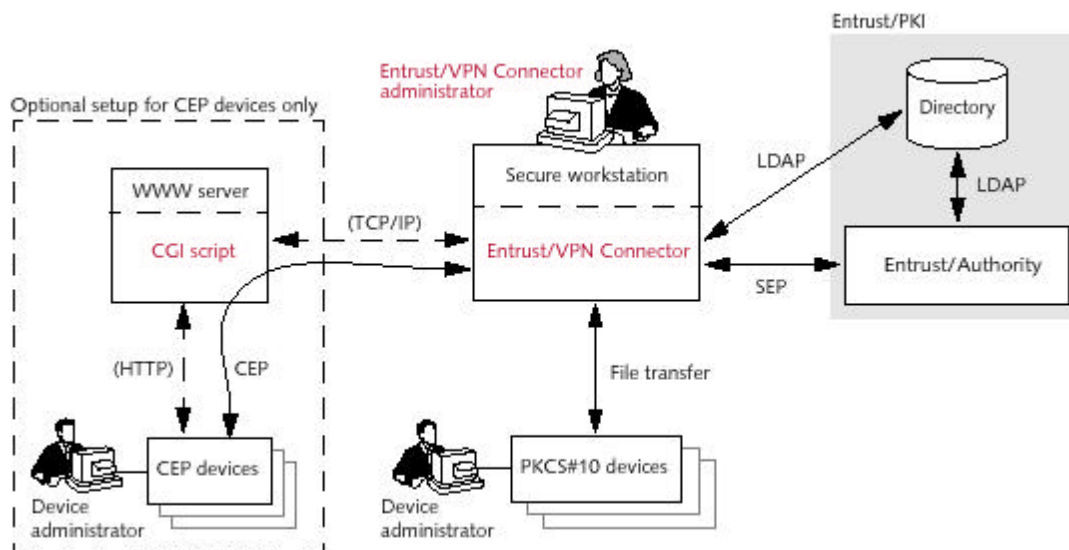 Entrust/PKI
Entrust/VPN Connector
administrator
Directory
Optional setup for CEP devices only
LDAP
Secure workstation
WWW server
LDAP
(TCP/IP)
CGI script
Entrust/VPN Connector
Entrust/Authority
SEP
(HTTP)
CEP
File transfer
CEP devices
PKCS#10 devices
Device
administrator
Device
administrator